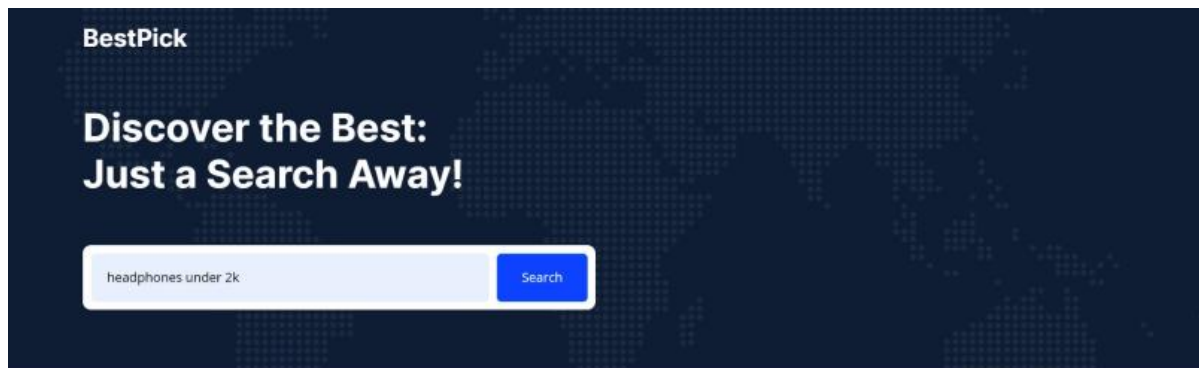 BestPick
Discover the Best:
Just a Search Away!
headphones under 2k
Search